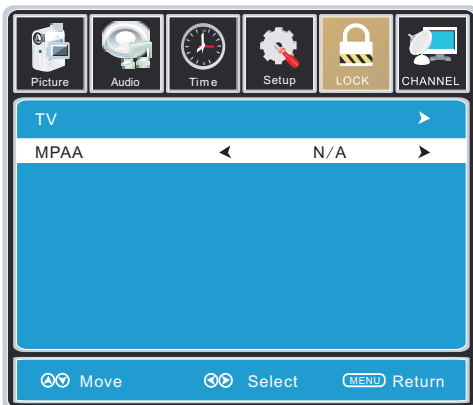 Picture Audio Time Setup LOCK CHANNEL
TV
MPAA N/A
Move Select MENU Return